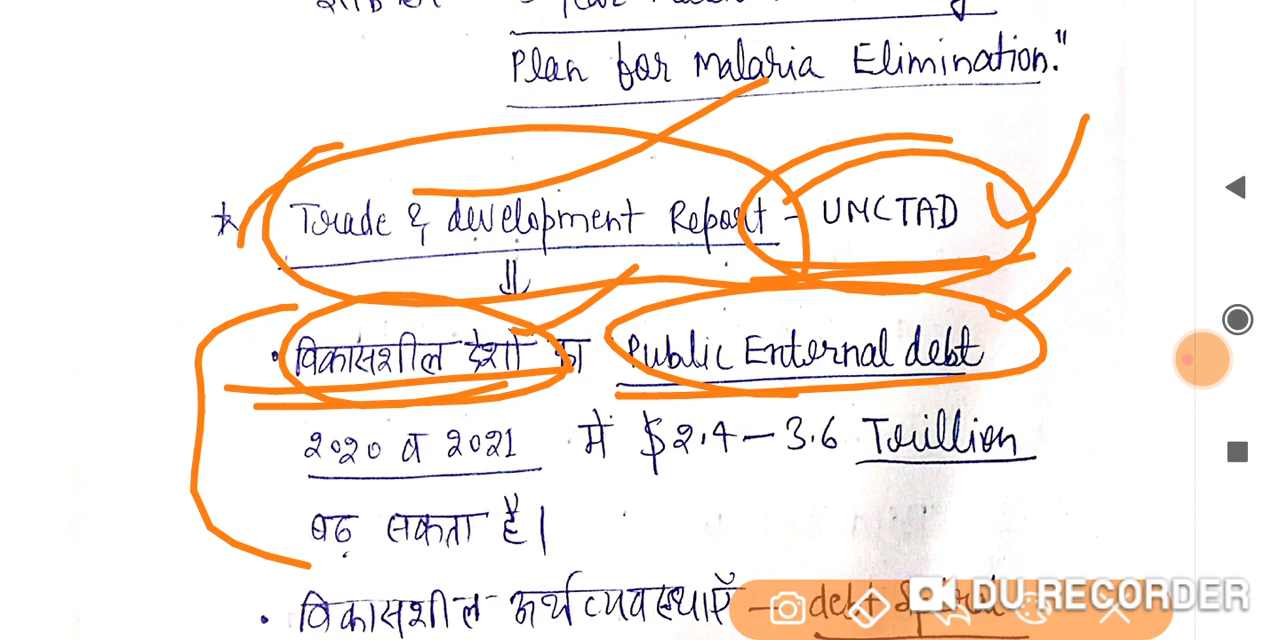 Plan for Malaria Elimination."
* Trade & development Report - UNCTAD
⇓
• विकासशील देशों का Public External debt
2020 व 2021 में $2.4 - 3.6 Trillion
बढ़ सकता है।
• विकासशील अर्थव्यवस्थाएँ - debt
DU RECORDER